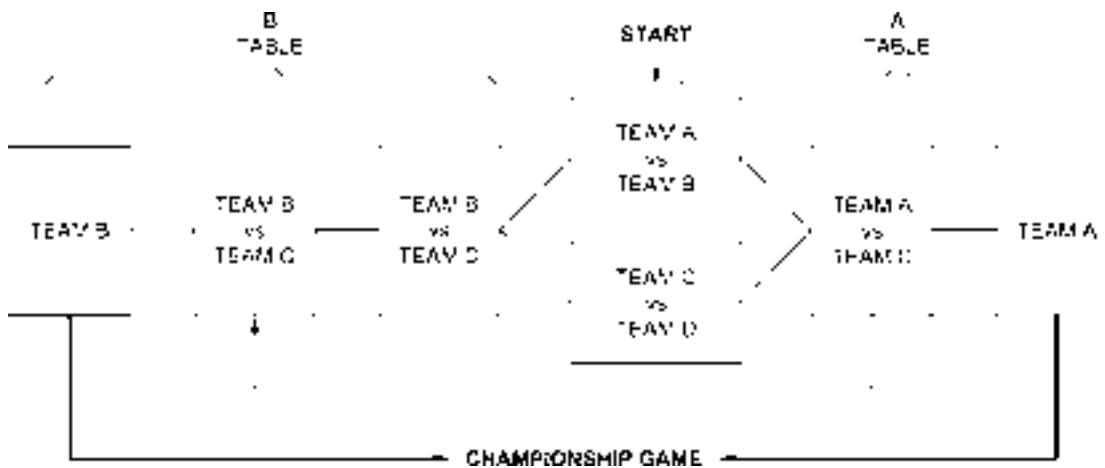 B
TABLE
START
A
TABLE
TEAM A
vs
TEAM B
TEAM B
TEAM B
vs
TEAM C
TEAM B
vs
TEAM
TEAM A
vs
TEAM
TEAM A
TEAM C
vs
TEAM D
CHAMPIONSHIP GAME